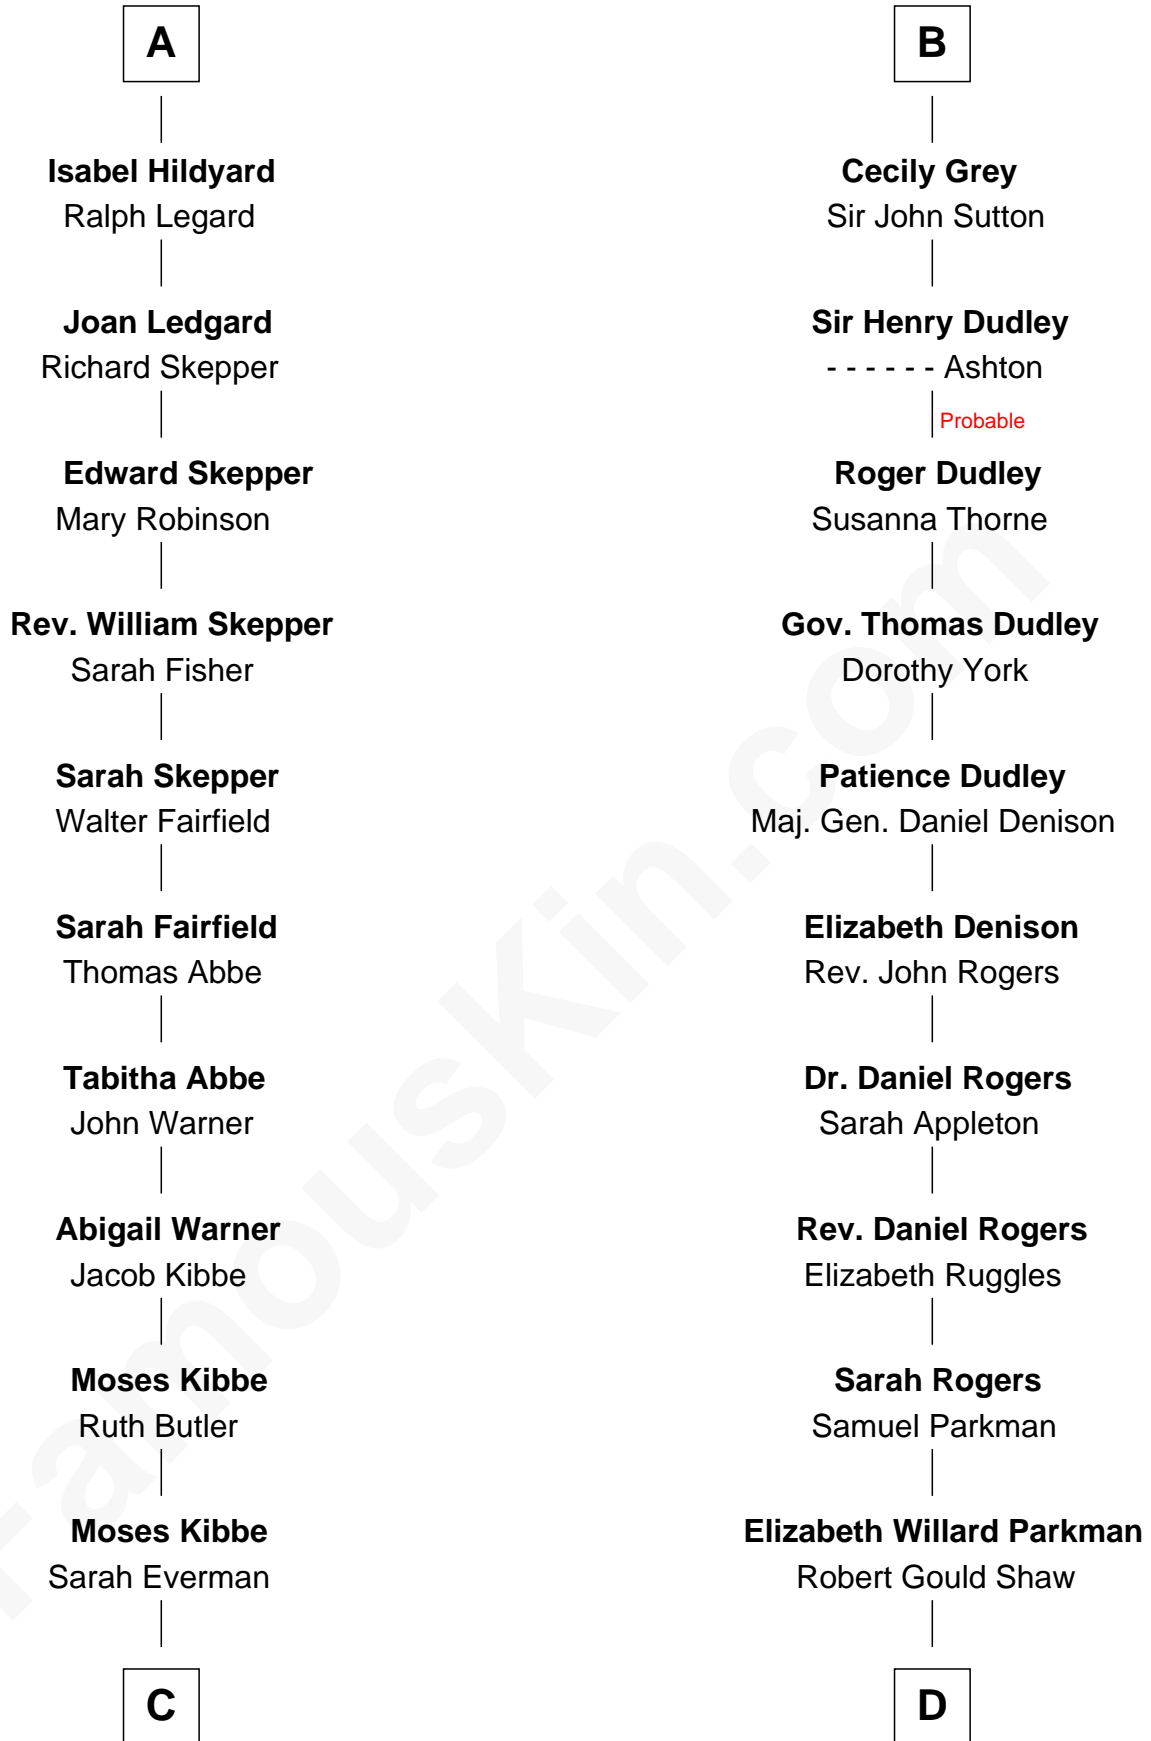 A
Isabel Hildyard
Ralph Legard
Joan Ledgard
Richard Skepper
Edward Skepper
Mary Robinson
Rev. William Skepper
Sarah Fisher
Sarah Skepper
Walter Fairfield
Sarah Fairfield
Thomas Abbe
Tabitha Abbe
John Warner
Abigail Warner
Jacob Kibbe
Moses Kibbe
Ruth Butler
Moses Kibbe
Sarah Everman
C
B
Cecily Grey
Sir John Sutton
Sir Henry Dudley
- - - - - - Ashton
Probable
Roger Dudley
Susanna Thorne
Gov. Thomas Dudley
Dorothy York
Patience Dudley
Maj. Gen. Daniel Denison
Elizabeth Denison
Rev. John Rogers
Dr. Daniel Rogers
Sarah Appleton
Rev. Daniel Rogers
Elizabeth Ruggles
Sarah Rogers
Samuel Parkman
Elizabeth Willard Parkman
Robert Gould Shaw
D
FamousKin.com